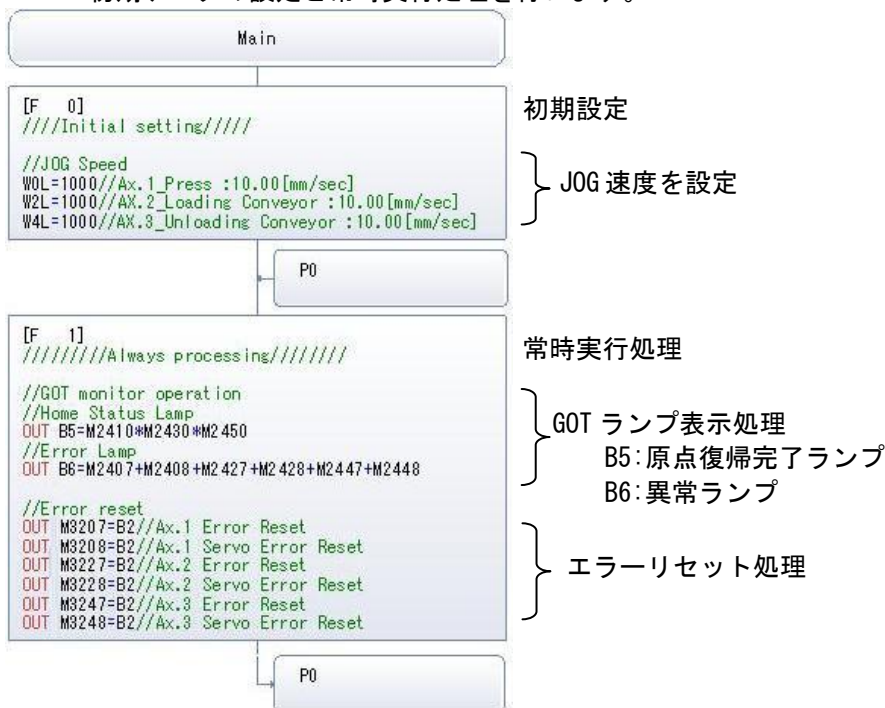 の設定と常時実行処理を行います。
Main
[F 0]
////Initial setting/////
//JOG Speed
W0L=1000//Ax.1_Press :10.00[mm/sec]
W2L=1000//AX.2_Loading Conveyor :10.00[mm/sec]
W4L=1000//AX.3_Unloading Conveyor :10.00[mm/sec]
初期設定
JOG 速度を設定
P0
[F 1]
/////////Always processing////////
//GOT monitor operation
//Home Status Lamp
OUT B5=M2410*M2430*M2450
//Error Lamp
OUT B6=M2407+M2408+M2427+M2428+M2447+M2448
//Error reset
OUT M3207=B2//Ax.1 Error Reset
OUT M3208=B2//Ax.1 Servo Error Reset
OUT M3227=B2//Ax.2 Error Reset
OUT M3228=B2//Ax.2 Servo Error Reset
OUT M3247=B2//Ax.3 Error Reset
OUT M3248=B2//Ax.3 Servo Error Reset
常時実行処理
GOT ランプ表示処理
B5:原点復帰完了ランプ
B6:異常ランプ
エラーリセット処理
P0